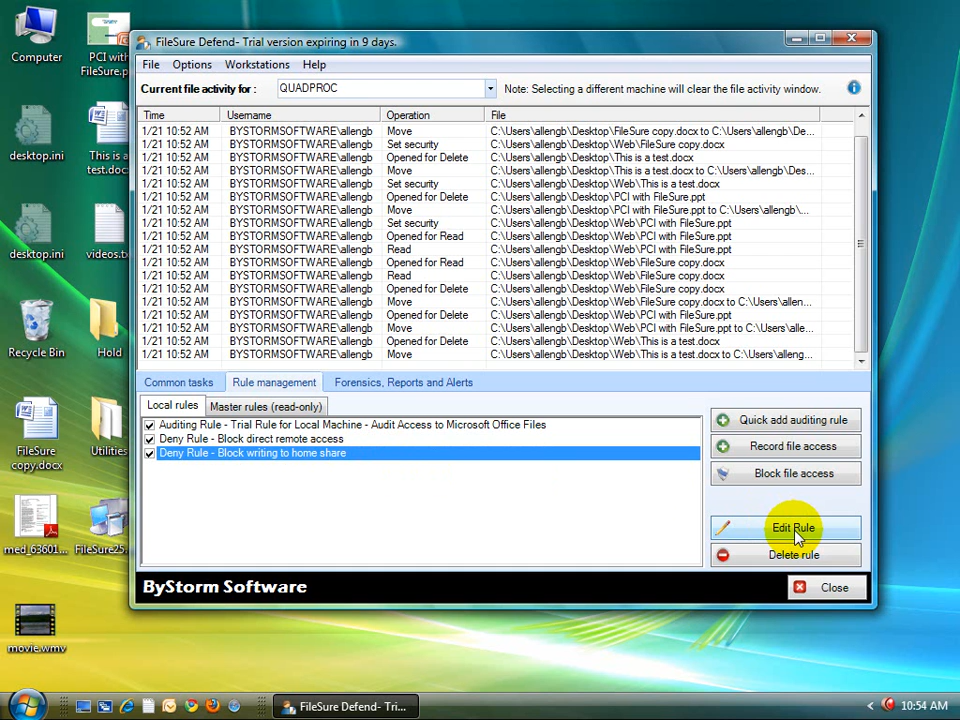 Computer
PCI with
FileSure.p...
desktop.ini
This is a
test.doc
desktop.ini
videos.tx
Recycle Bin
Hold
FileSure
copy.docx
Utilities
med_63601...
FileSure25...
movie.wmv
FileSure Defend- Trial version expiring in 9 days.
File Options Workstations Help
Current file activity for : QUADPROC Note: Selecting a different machine will clear the file activity window.
Time Username Operation File
1/21 10:52 AM BYSTORMSOFTWARE\allengb Move C:\Users\allengb\Desktop\FileSure copy.docx to C:\Users\allengb\De...
1/21 10:52 AM BYSTORMSOFTWARE\allengb Set security C:\Users\allengb\Desktop\Web\FileSure copy.docx
1/21 10:52 AM BYSTORMSOFTWARE\allengb Opened for Delete C:\Users\allengb\Desktop\This is a test.docx
1/21 10:52 AM BYSTORMSOFTWARE\allengb Move C:\Users\allengb\Desktop\This is a test.docx to C:\Users\allengb\Des...
1/21 10:52 AM BYSTORMSOFTWARE\allengb Set security C:\Users\allengb\Desktop\Web\This is a test.docx
1/21 10:52 AM BYSTORMSOFTWARE\allengb Opened for Delete C:\Users\allengb\Desktop\PCI with FileSure.ppt
1/21 10:52 AM BYSTORMSOFTWARE\allengb Move C:\Users\allengb\Desktop\PCI with FileSure.ppt to C:\Users\allengb\...
1/21 10:52 AM BYSTORMSOFTWARE\allengb Set security C:\Users\allengb\Desktop\Web\PCI with FileSure.ppt
1/21 10:52 AM BYSTORMSOFTWARE\allengb Opened for Read C:\Users\allengb\Desktop\Web\PCI with FileSure.ppt
1/21 10:52 AM BYSTORMSOFTWARE\allengb Read C:\Users\allengb\Desktop\Web\PCI with FileSure.ppt
1/21 10:52 AM BYSTORMSOFTWARE\allengb Opened for Read C:\Users\allengb\Desktop\Web\FileSure copy.docx
1/21 10:52 AM BYSTORMSOFTWARE\allengb Read C:\Users\allengb\Desktop\Web\FileSure copy.docx
1/21 10:52 AM BYSTORMSOFTWARE\allengb Opened for Delete C:\Users\allengb\Desktop\Web\FileSure copy.docx
1/21 10:52 AM BYSTORMSOFTWARE\allengb Move C:\Users\allengb\Desktop\Web\FileSure copy.docx to C:\Users\allen...
1/21 10:52 AM BYSTORMSOFTWARE\allengb Opened for Delete C:\Users\allengb\Desktop\Web\PCI with FileSure.ppt
1/21 10:52 AM BYSTORMSOFTWARE\allengb Move C:\Users\allengb\Desktop\Web\PCI with FileSure.ppt to C:\Users\alle...
1/21 10:52 AM BYSTORMSOFTWARE\allengb Opened for Delete C:\Users\allengb\Desktop\Web\This is a test.docx
1/21 10:52 AM BYSTORMSOFTWARE\allengb Move C:\Users\allengb\Desktop\Web\This is a test.docx to C:\Users\alleng...
Common tasks Rule management Forensics, Reports and Alerts
Local rules Master rules (read-only)
Auditing Rule - Trial Rule for Local Machine - Audit Access to Microsoft Office Files
Deny Rule - Block direct remote access
Deny Rule - Block writing to home share
Quick add auditing rule
Record file access
Block file access
Edit Rule
Delete rule
ByStorm Software
Close
FileSure Defend- Tri...
10:54 AM